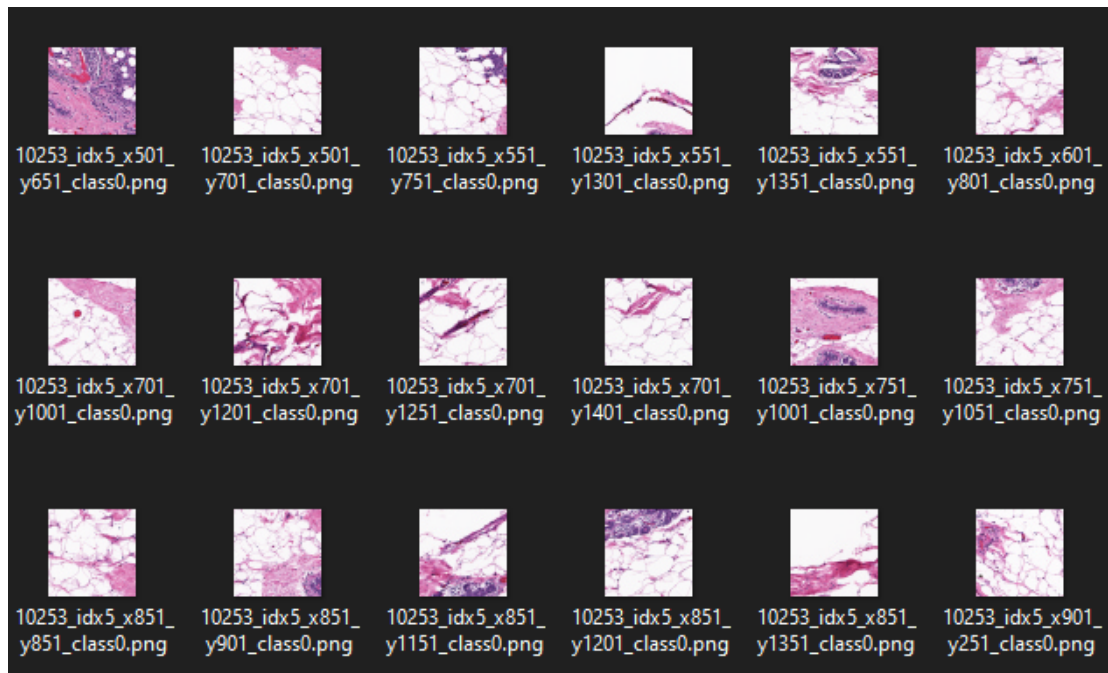 10253_idx5_x501_ 10253_idx5_x501_ 10253_idx5_x551_ 10253_idx5_x551_ 10253_idx5_x551_ 10253_idx5_x601_
y651_class0.png y701_class0.png y751_class0.png y1301_class0.png y1351_class0.png y801_class0.png
10253_idx5_x701_ 10253_idx5_x701_ 10253_idx5_x701_ 10253_idx5_x701_ 10253_idx5_x751_ 10253_idx5_x751_
y1001_class0.png y1201_class0.png y1251_class0.png y1401_class0.png y1001_class0.png y1051_class0.png
10253_idx5_x851_ 10253_idx5_x851_ 10253_idx5_x851_ 10253_idx5_x851_ 10253_idx5_x851_ 10253_idx5_x901_
y851_class0.png y901_class0.png y1151_class0.png y1201_class0.png y1351_class0.png y251_class0.png